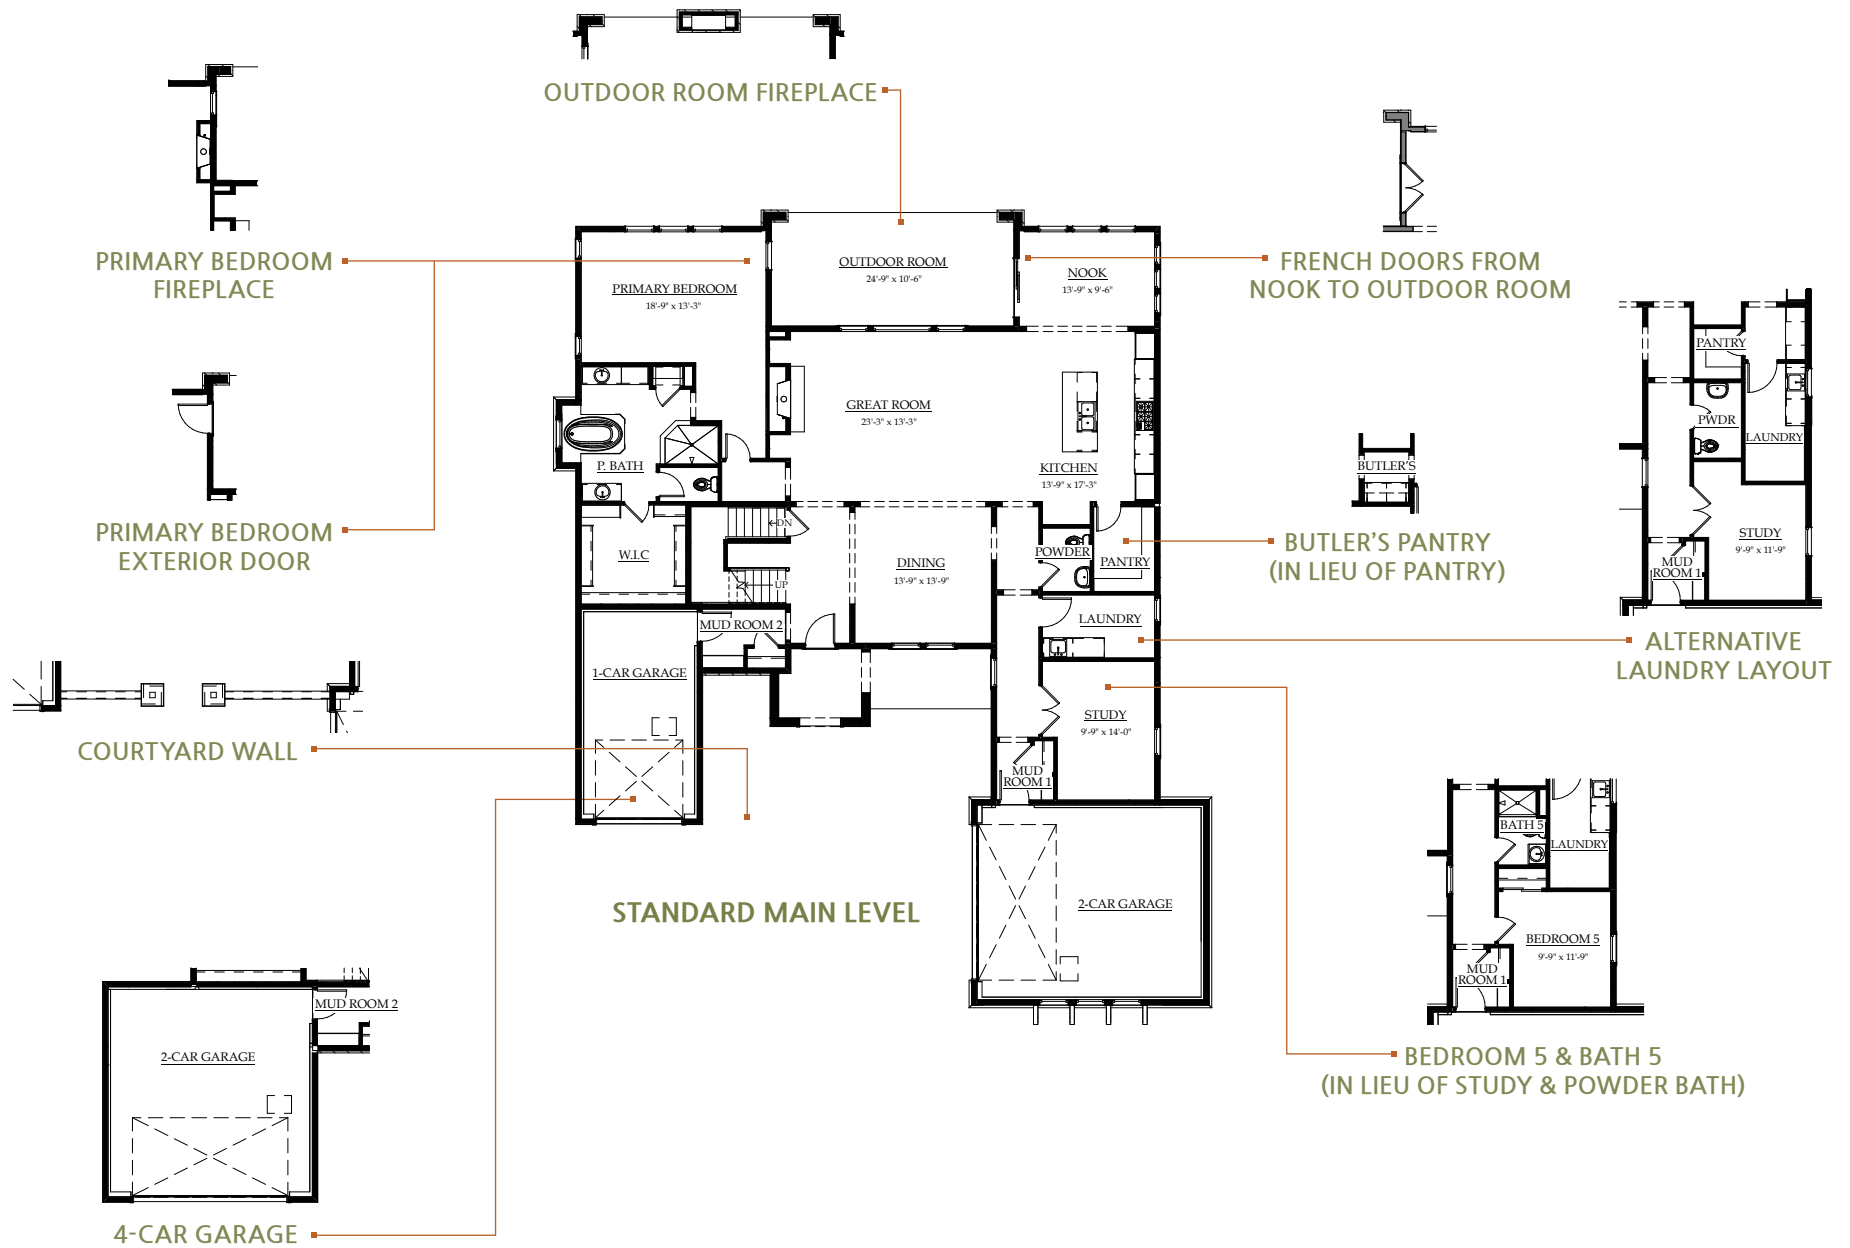 OUTDOOR ROOM FIREPLACE
PRIMARY BEDROOM
FIREPLACE
FRENCH DOORS FROM
NOOK TO OUTDOOR ROOM
PRIMARY BEDROOM
EXTERIOR DOOR
OUTDOOR ROOM
24'-9" x 10'-6"
NOOK
13'-9" x 9'-6"
PRIMARY BEDROOM
18'-9" x 13'-3"
GREAT ROOM
23'-3" x 13'-3"
KITCHEN
13'-9" x 17'-3"
P. BATH
W.I.C
DN
UP
DINING
13'-9" x 13'-9"
POWDER
PANTRY
LAUNDRY
MUD ROOM 2
1-CAR GARAGE
STUDY
9'-9" x 14'-0"
MUD
ROOM 1
2-CAR GARAGE
STANDARD MAIN LEVEL
BUTLER'S
BUTLER'S PANTRY
(IN LIEU OF PANTRY)
PANTRY
PWDR
LAUNDRY
STUDY
9'-9" x 11'-9"
MUD
ROOM 1
ALTERNATIVE
LAUNDRY LAYOUT
COURTYARD WALL
BATH 5
LAUNDRY
BEDROOM 5
9'-9" x 11'-9"
MUD
ROOM 1
BEDROOM 5 & BATH 5
(IN LIEU OF STUDY & POWDER BATH)
MUD ROOM 2
2-CAR GARAGE
4-CAR GARAGE